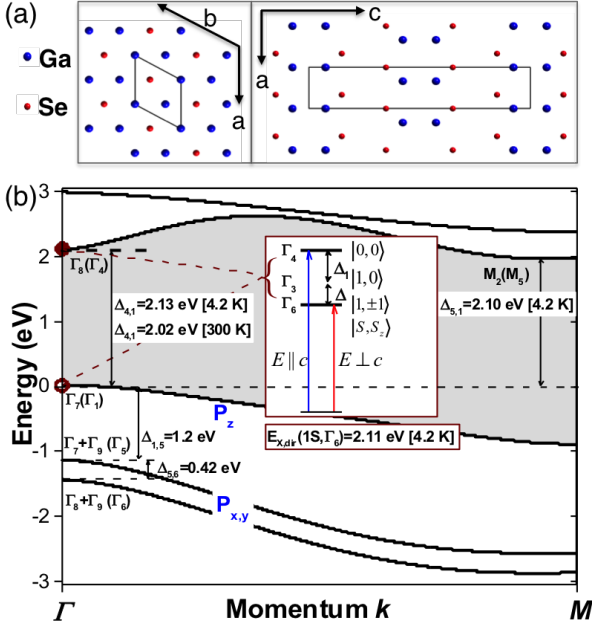 (a)
b
c
Ga
a
a
Se
(b)
3
2
1
0
-1
-2
-3
Energy (eV)
Γ8(Γ4)
Δ4,1=2.13 eV [4.2 K]
Δ4,1=2.02 eV [300 K]
Γ4
|0,0⟩
Δ1
Γ3
|1,0⟩
Δ
Γ6
|1,±1⟩
|S,Sz⟩
E ∥ c
E ⊥ c
M2(M5)
Δ5,1=2.10 eV [4.2 K]
Γ7(Γ1)
Pz
EX,dir(1S,Γ6)=2.11 eV [4.2 K]
Γ7+Γ9 (Γ5)
Δ1,5=1.2 eV
Δ5,6=0.42 eV
Γ8+Γ9 (Γ6)
Px,y
Γ
Momentum k
M